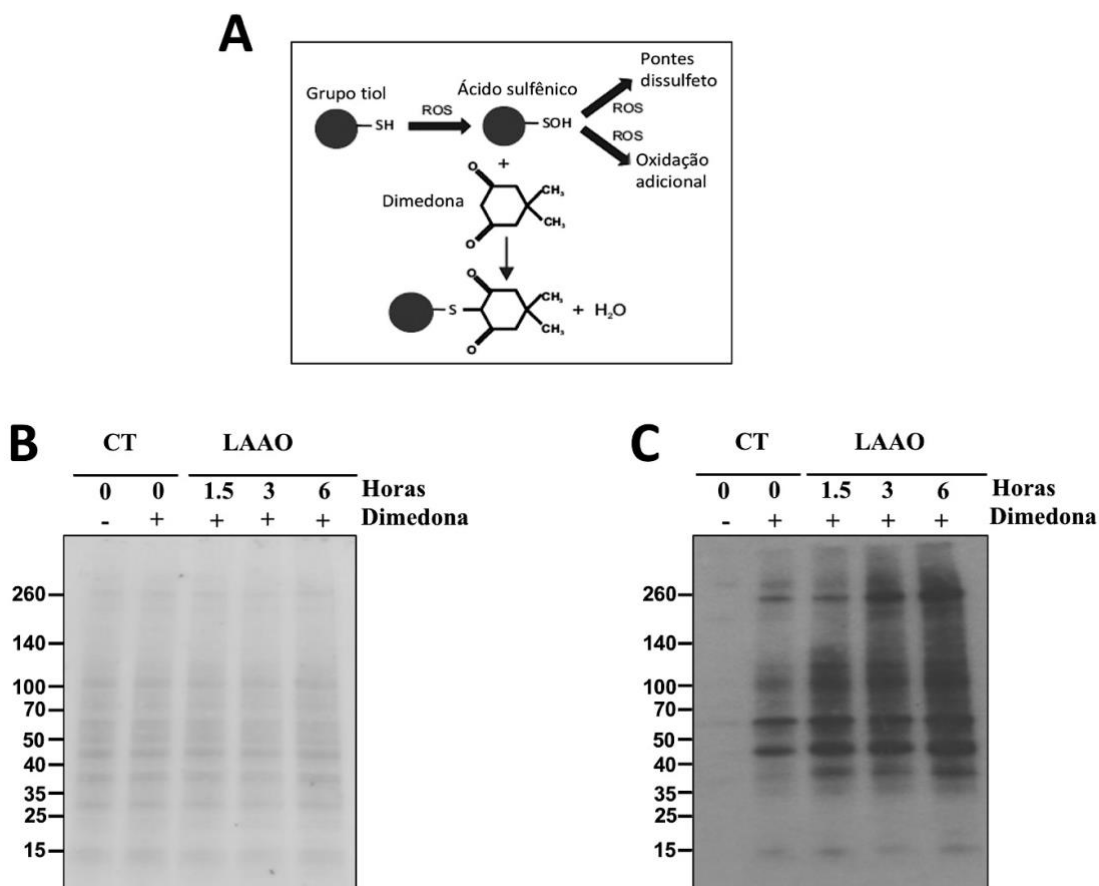 A
Grupo tiol
-SH
ROS
Ácido sulfênico
-SOH
ROS
Pontes
dissulfeto
ROS
Oxidação
adicional
+
Dimedona
O
CH₃
CH₃
O
O
S
CH₃
CH₃
O
+ H₂O
B
CT LAAO
0 0 1.5 3 6 Horas
- + + + + Dimedona
260
140
100
70
50
40
35
25
15
C
CT LAAO
0 0 1.5 3 6 Horas
- + + + + Dimedona
260
140
100
70
50
40
35
25
15